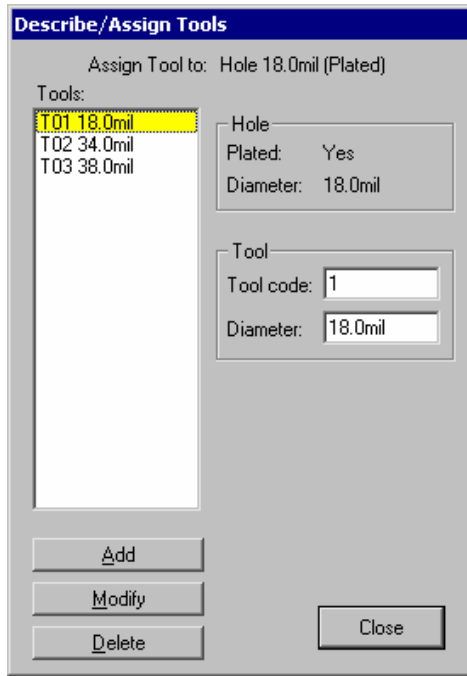 Describe/Assign Tools
Assign Tool to: Hole 18.0mil (Plated)
Tools:
T01 18.0mil
T02 34.0mil
T03 38.0mil
Hole
Plated: Yes
Diameter: 18.0mil
Tool
Tool code: 1
Diameter: 18.0mil
Add
Modify
Delete
Close